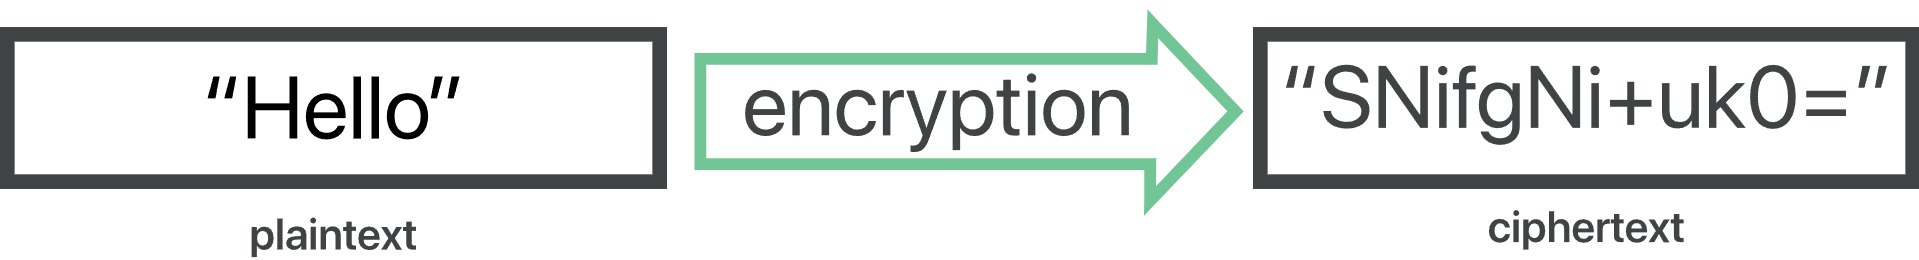 “Hello”
encryption
“SNifgNi+uk0=”
plaintext
ciphertext